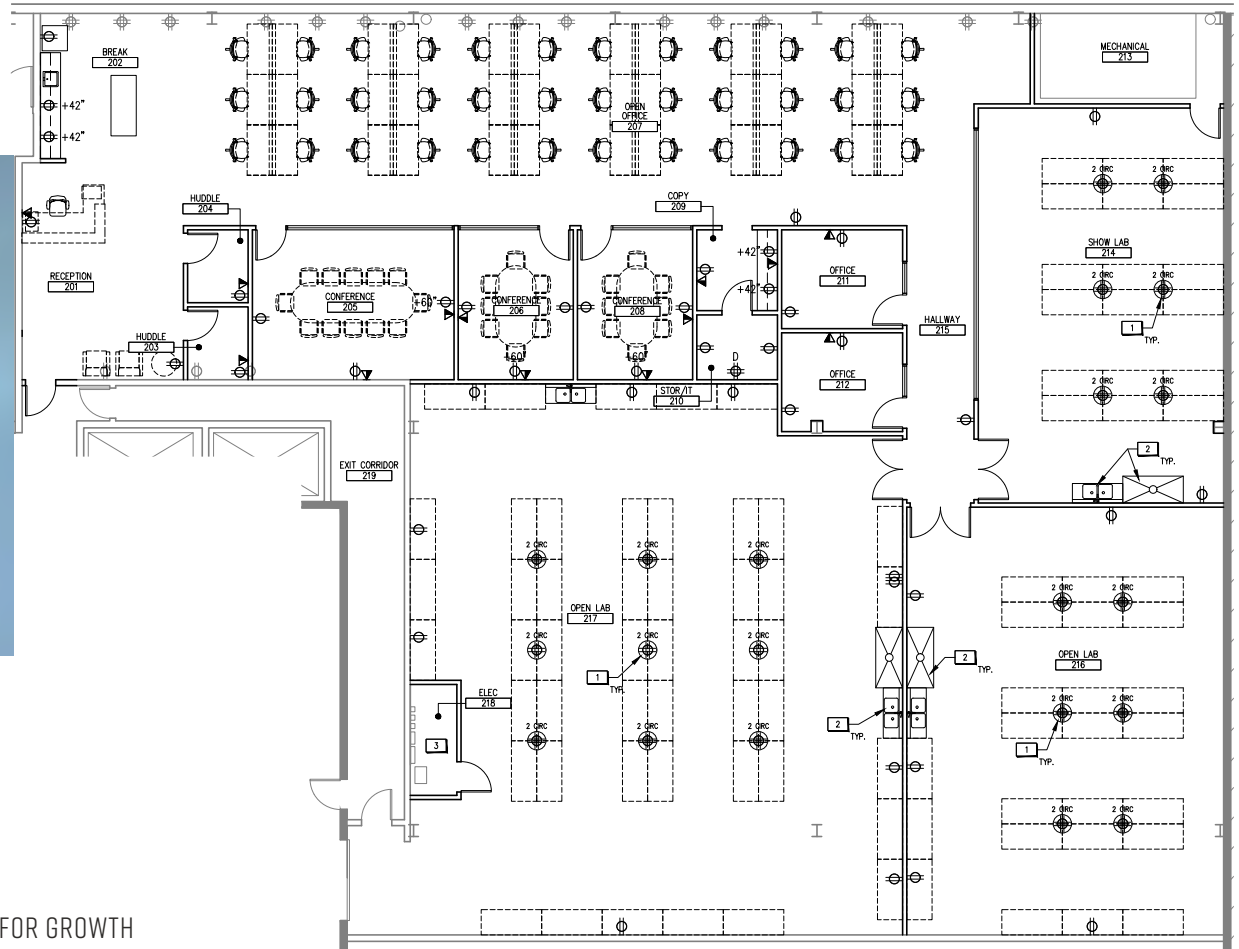 BREAK
202
+42"
+42"
OPEN
OFFICE
207
MECHANICAL
213
HUDDLE
204
COPY
209
2 CIRC
2 CIRC
SHOW LAB
214
2 CIRC
2 CIRC
1
TYP.
2 CIRC
2 CIRC
RECEPTION
201
CONFERENCE
205
CONFERENCE
206
CONFERENCE
208
+42"
+42"
OFFICE
211
HALLWAY
215
HUDDLE
203
+60"
+60"
D
STOR/IT
210
OFFICE
212
EXIT CORRIDOR
219
2
TYP.
2 CIRC
2 CIRC
2 CIRC
2 CIRC
2 CIRC
OPEN LAB
217
2 CIRC
2 CIRC
2 CIRC
1
TYP.
2
TYP.
OPEN LAB
216
ELEC
218
3
2 CIRC
2 CIRC
2 CIRC
2
TYP.
2 CIRC
2 CIRC
1
TYP.
2 CIRC
2 CIRC
FOR GROWTH